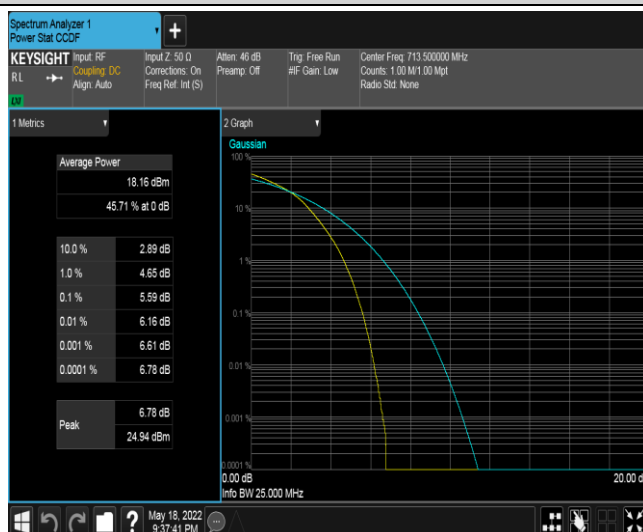 Spectrum Analyzer 1
Power Stat CCDF
+
KEYSIGHT
RL
LXI
Input: RF
Coupling: DC
Align: Auto
Input Z: 50 Ω
Corrections: On
Freq Ref: Int (S)
Atten: 46 dB
Preamp: Off
Trig: Free Run
#IF Gain: Low
Center Freq: 713.500000 MHz
Counts: 1.00 M/1.00 Mpt
Radio Std: None
1 Metrics
Average Power
18.16 dBm
45.71 % at 0 dB
10.0 % 2.89 dB
1.0 % 4.65 dB
0.1 % 5.59 dB
0.01 % 6.16 dB
0.001 % 6.61 dB
0.0001 % 6.78 dB
Peak
6.78 dB
24.94 dBm
2 Graph
Gaussian
100 %
10 %
1 %
0.1 %
0.01 %
0.001 %
0.0001 %
0.00 dB
20.00 d
Info BW 25.000 MHz
?
May 18, 2022
9:37:41 PM